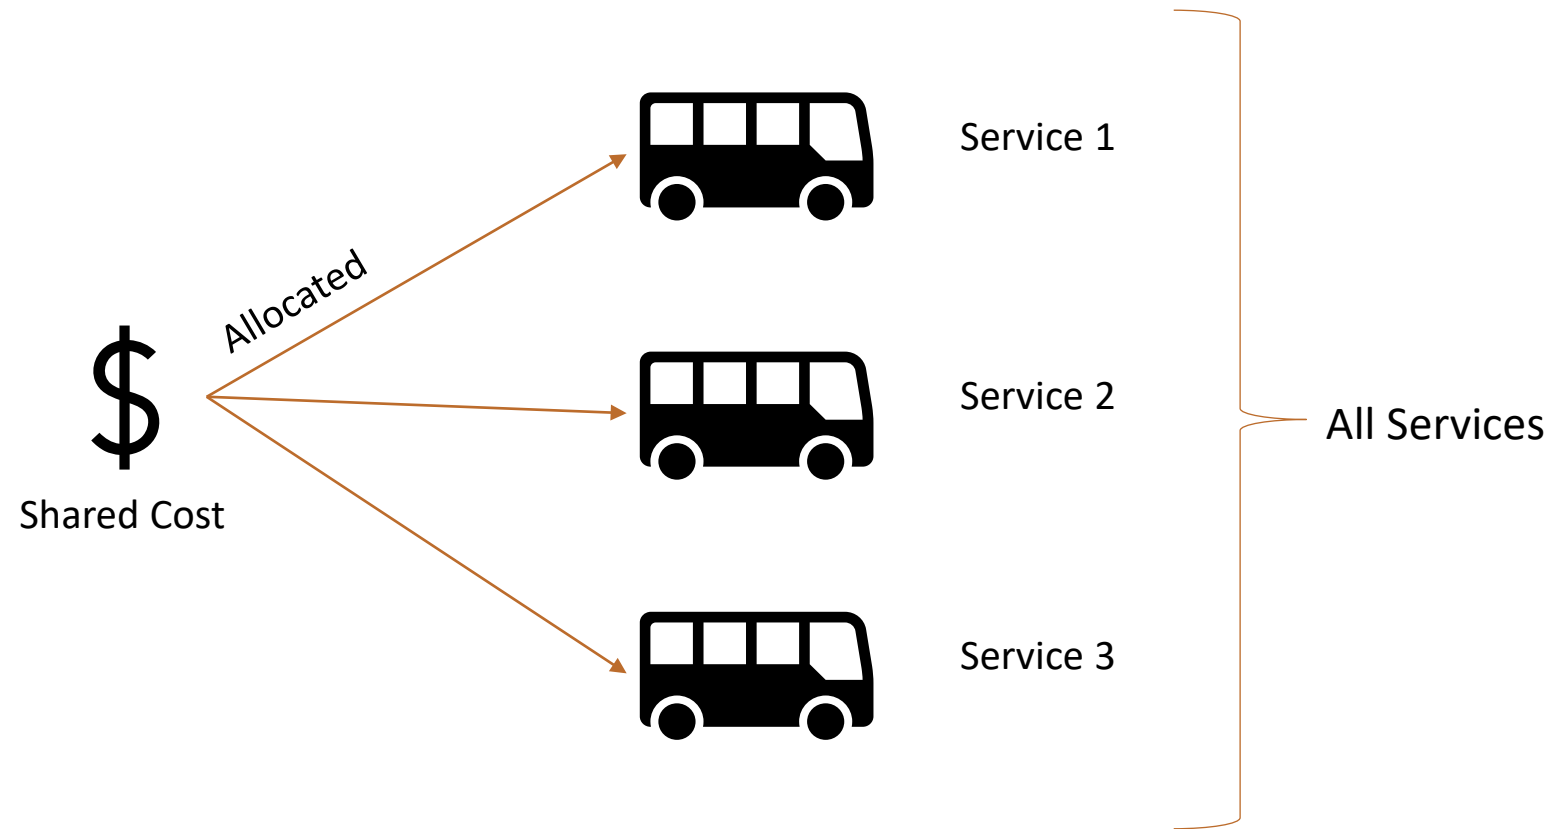 Service 1
Allocated
Service 2
All Services
Shared Cost
Service 3